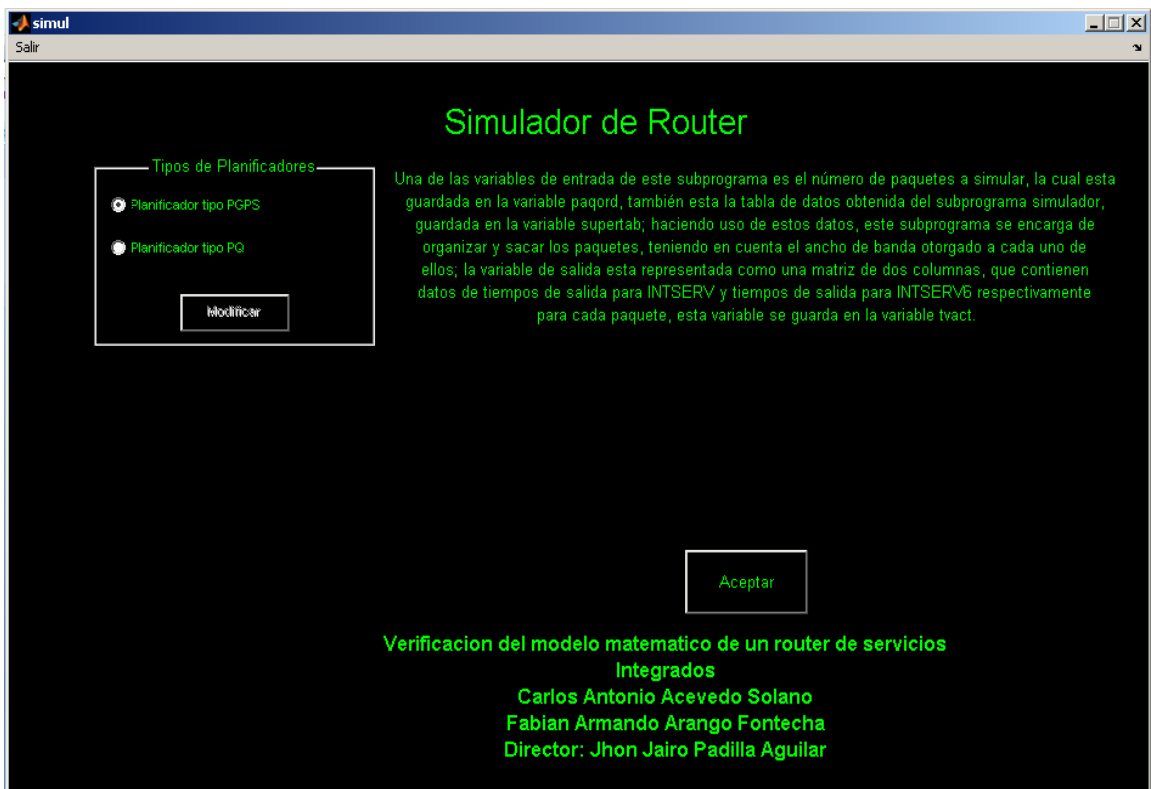 simul
Salir
Simulador de Router
Tipos de Planificadores
Planificador tipo PGPS
Planificador tipo PQ
Modificar
Una de las variables de entrada de este subprograma es el número de paquetes a simular, la cual esta
guardada en la variable paqord, también esta la tabla de datos obtenida del subprograma simulador,
guardada en la variable supertab; haciendo uso de estos datos, este subprograma se encarga de
organizar y sacar los paquetes, teniendo en cuenta el ancho de banda otorgado a cada uno de
ellos; la variable de salida esta representada como una matriz de dos columnas, que contienen
datos de tiempos de salida para INTSERV y tiempos de salida para INTSERV6 respectivamente
para cada paquete, esta variable se guarda en la variable tvact.
Aceptar
Verificacion del modelo matematico de un router de servicios
Integrados
Carlos Antonio Acevedo Solano
Fabian Armando Arango Fontecha
Director: Jhon Jairo Padilla Aguilar